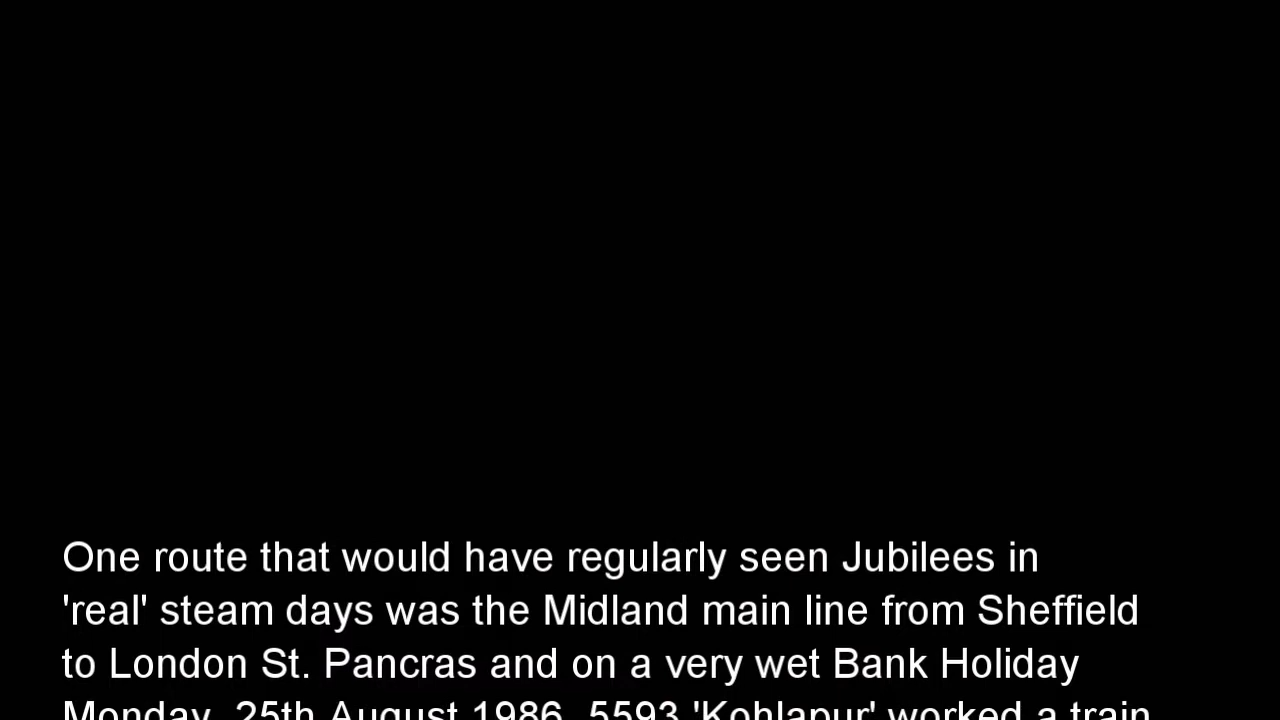 One route that would have regularly seen Jubilees in
'real' steam days was the Midland main line from Sheffield
to London St. Pancras and on a very wet Bank Holiday
Monday, 25th August 1986, 5593 'Kohlapur' worked a train